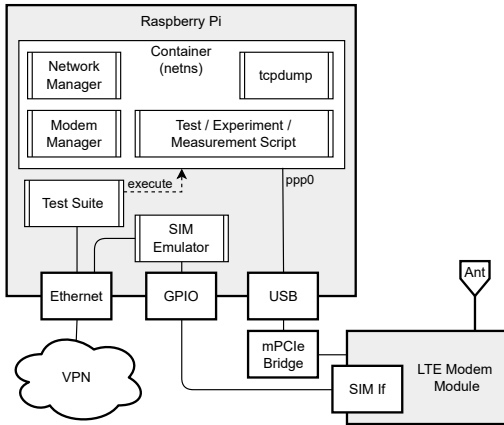 Raspberry Pi
Container
(netns)
Network
Manager
tcpdump
Modem
Manager
Test / Experiment /
Measurement Script
execute
ppp0
Test Suite
SIM
Emulator
Ant
Ethernet
GPIO
USB
VPN
mPCIe
Bridge
LTE Modem
Module
SIM If